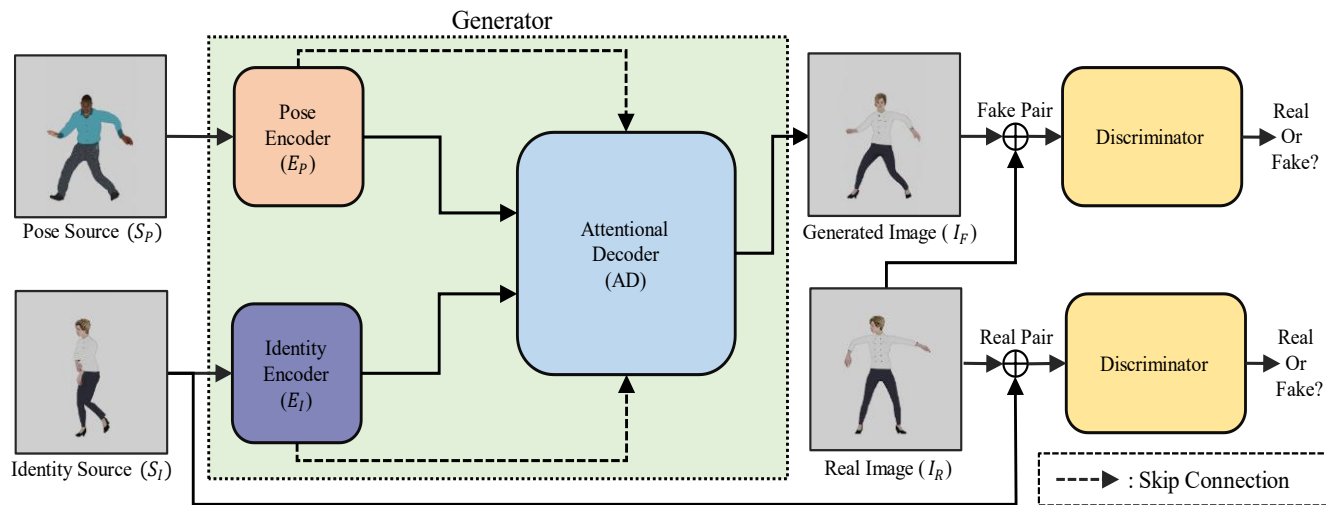 Generator
Pose
Encoder
(E_P)
Pose Source (S_P)
Attentional
Decoder
(AD)
Identity
Encoder
(E_I)
Identity Source (S_I)
Generated Image ( I_F)
Fake Pair
Discriminator
Real
Or
Fake?
Real Image (I_R)
Real Pair
Discriminator
Real
Or
Fake?
: Skip Connection